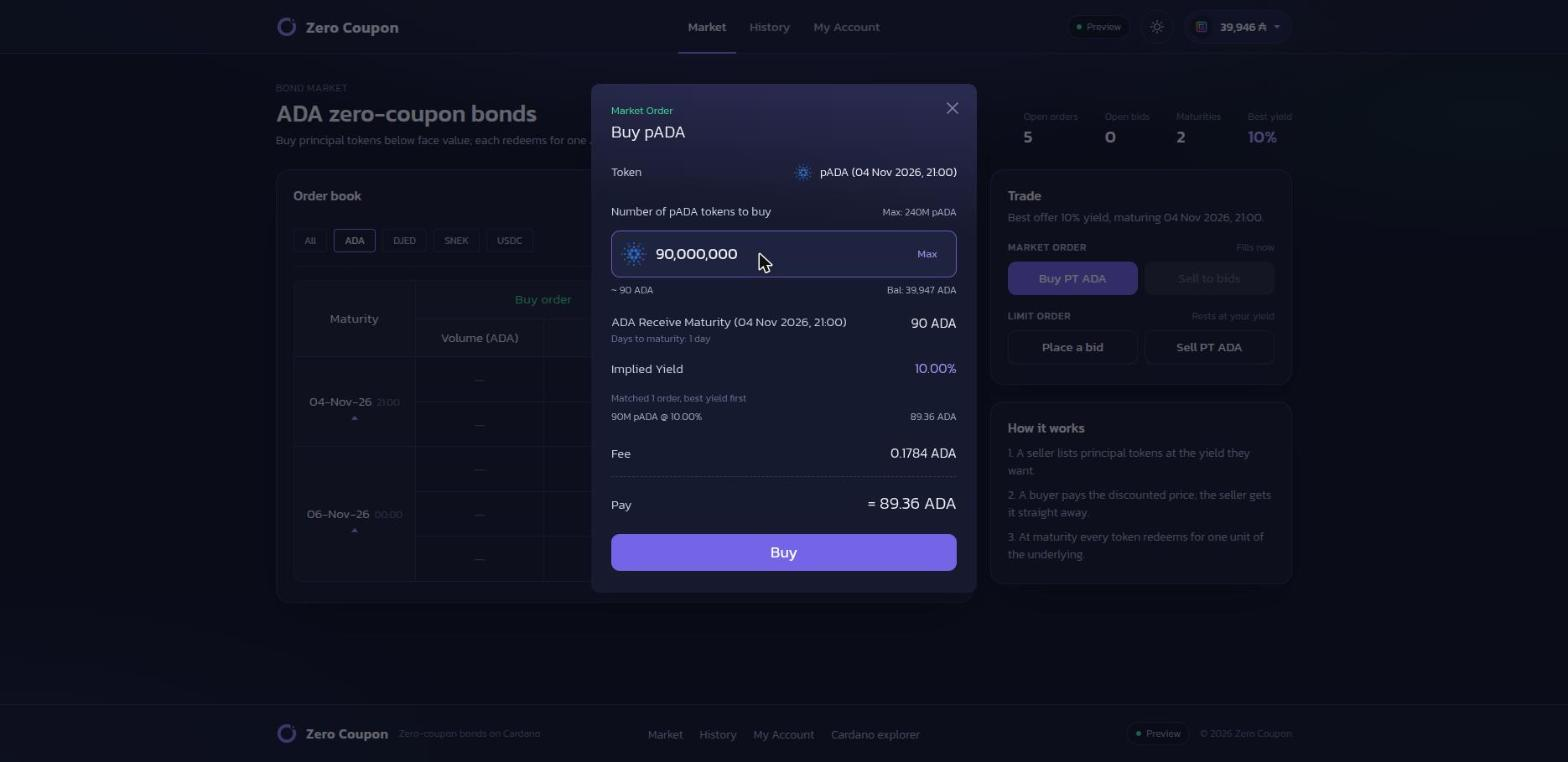 Zero Coupon
Market
History
My Account
Preview
39,946 ₳
BOND MARKET
ADA zero-coupon bonds
Buy principal tokens below face value; each redeems for one
Open orders
5
Open bids
0
Maturities
2
Best yield
10%
Order book
All
ADA
DJED
SNEK
USDC
Maturity
Buy order
Volume (ADA)
04-Nov-26 21:00
—
—
06-Nov-26 00:00
—
—
—
Market Order
Buy pADA
Token
pADA (04 Nov 2026, 21:00)
Number of pADA tokens to buy
Max: 240M pADA
90,000,000
Max
~ 90 ADA
Bal: 39,947 ADA
ADA Receive Maturity (04 Nov 2026, 21:00)
90 ADA
Days to maturity: 1 day
Implied Yield
10.00%
Matched 1 order, best yield first
90M pADA @ 10.00%
89.36 ADA
Fee
0.1784 ADA
Pay
= 89.36 ADA
Buy
Trade
Best offer 10% yield, maturing 04 Nov 2026, 21:00.
MARKET ORDER
Fills now
Buy PT ADA
Sell to bids
LIMIT ORDER
Rests at your yield
Place a bid
Sell PT ADA
How it works
1. A seller lists principal tokens at the yield they
want.
2. A buyer pays the discounted price; the seller gets
it straight away.
3. At maturity every token redeems for one unit of
the underlying.
Zero Coupon
Zero-coupon bonds on Cardano
Market
History
My Account
Cardano explorer
Preview
© 2026 Zero Coupon